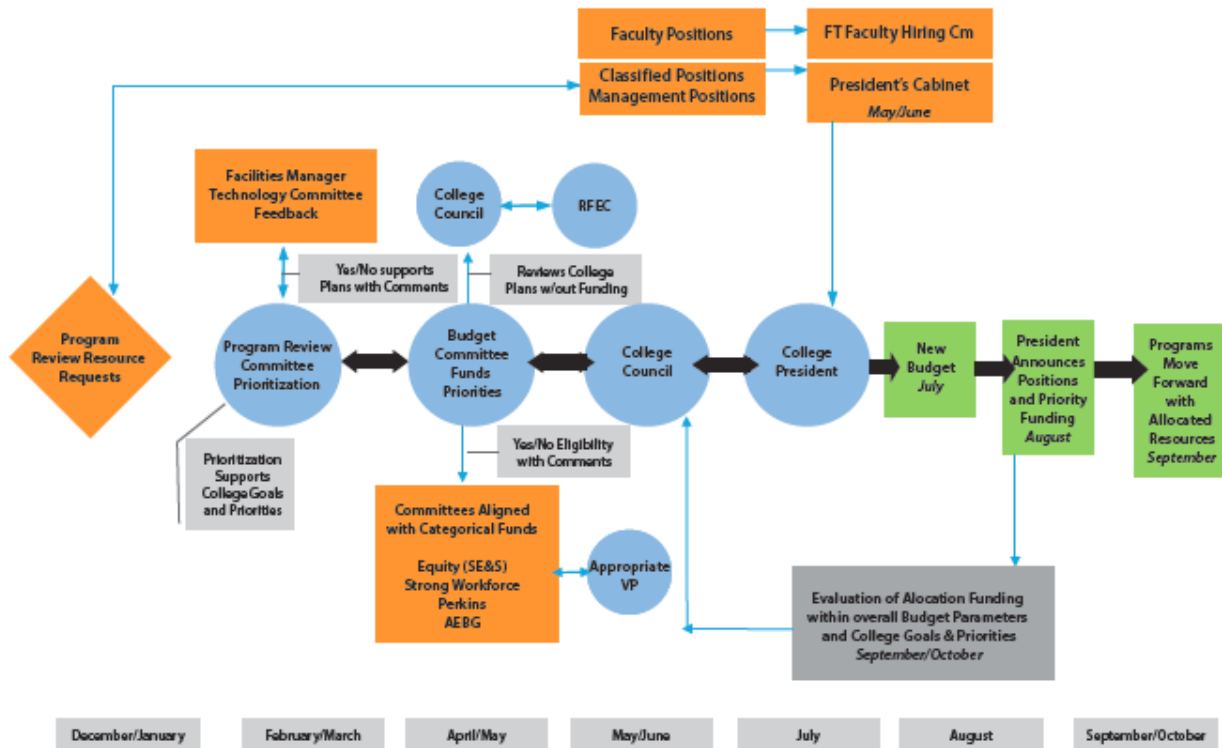 Faculty Positions
FT Faculty Hiring Cm
Classified Positions
Management Positions
President's Cabinet
May/June
Facilities Manager
Technology Committee
Feedback
College
Council
RFEC
Yes/No supports
Plans with Comments
Reviews College
Plans w/out Funding
Program
Review Resource
Requests
Program Review
Committee
Prioritization
Budget
Committee
Funds
Priorities
College
Council
College
President
New
Budget
July
President
Announces
Positions
and Priority
Funding
August
Programs
Move
Forward
with
Allocated
Resources
September
Prioritization
Supports
College Goals
and Priorities
Yes/No Eligibility
with Comments
Committees Aligned
with Categorical Funds
Equity (SE&S)
Strong Workforce
Perkins
AEBG
Appropriate
VP
Evaluation of Alocation Funding
within overall Budget Parameters
and College Goals & Priorities
September/October
December/January
February/March
April/May
May/June
July
August
September/October